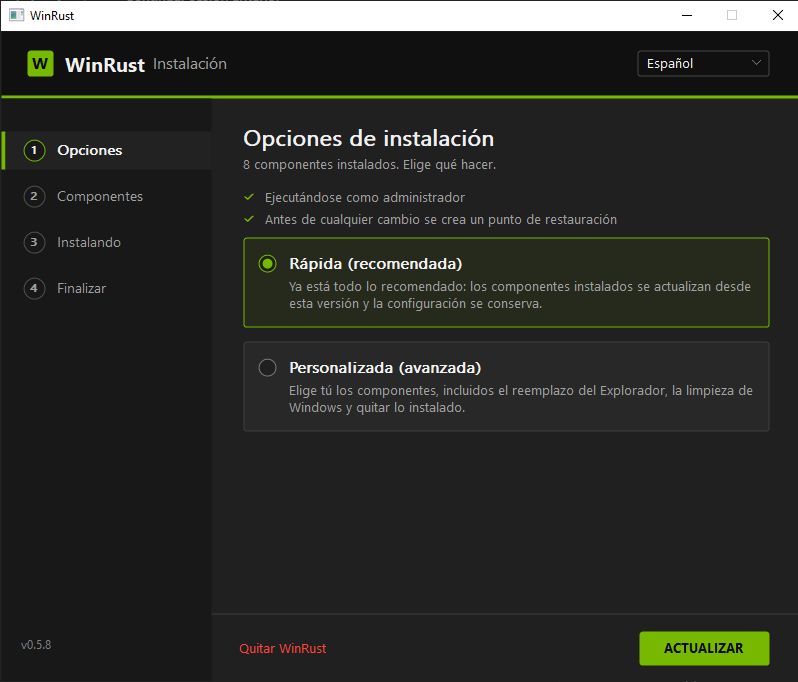 WinRust
W WinRust Instalación
Español
1 Opciones
2 Componentes
3 Instalando
4 Finalizar
Opciones de instalación
8 componentes instalados. Elige qué hacer.
Ejecutándose como administrador
Antes de cualquier cambio se crea un punto de restauración
Rápida (recomendada)
Ya está todo lo recomendado: los componentes instalados se actualizan desde
esta versión y la configuración se conserva.
Personalizada (avanzada)
Elige tú los componentes, incluidos el reemplazo del Explorador, la limpieza de
Windows y quitar lo instalado.
v0.5.8
Quitar WinRust
ACTUALIZAR